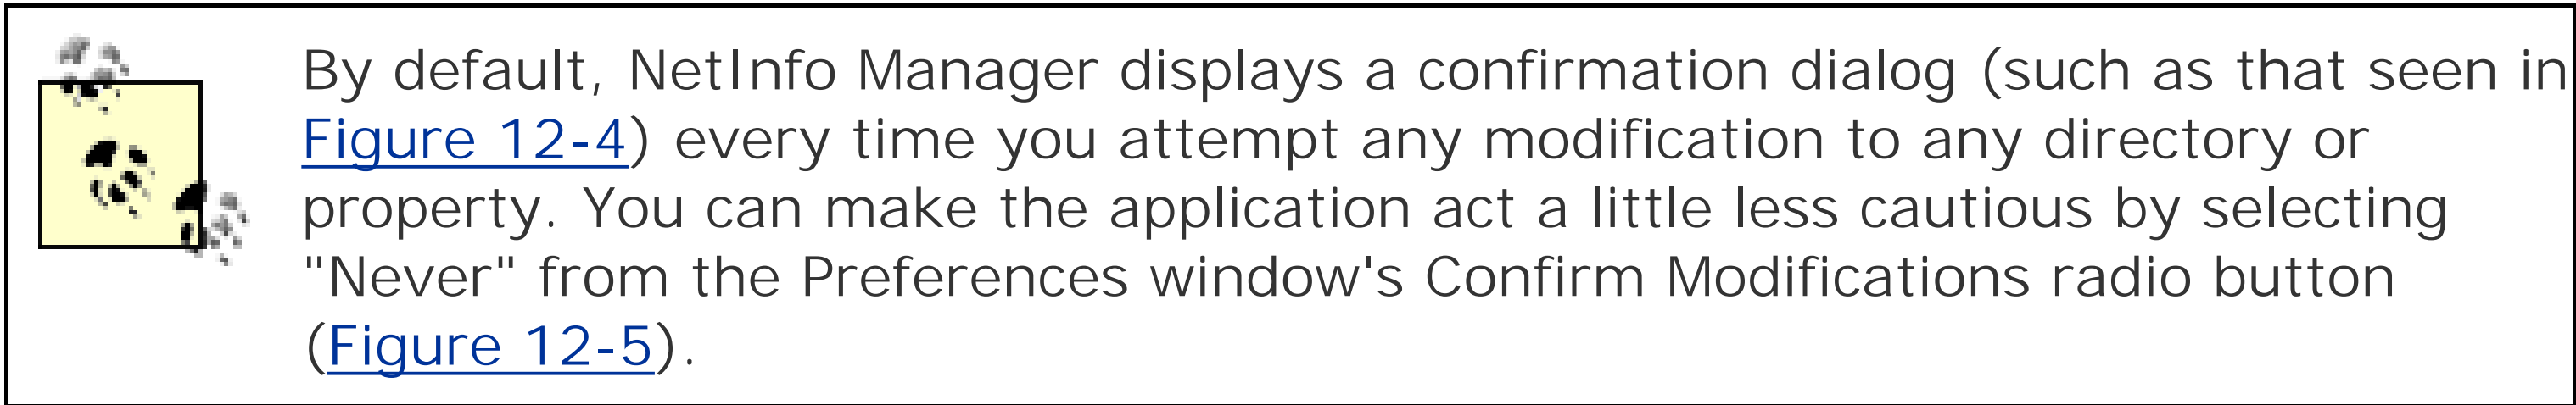 By default, NetInfo Manager displays a confirmation dialog (such as that seen in
Figure 12-4) every time you attempt any modification to any directory or
property. You can make the application act a little less cautious by selecting
"Never" from the Preferences window's Confirm Modifications radio button
(Figure 12-5).